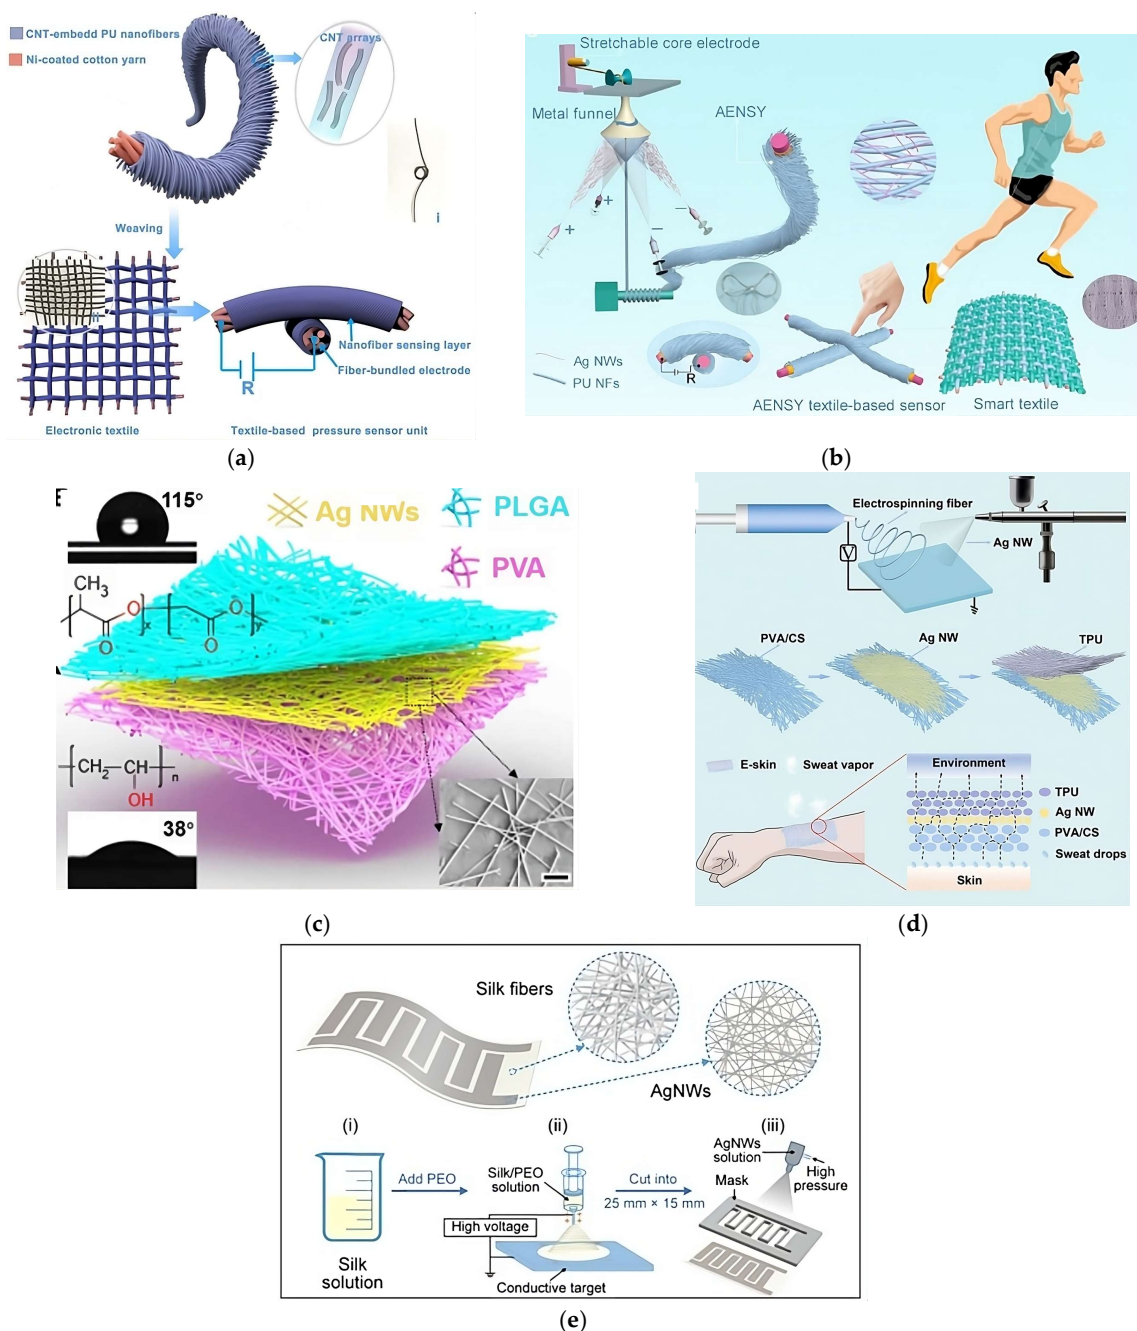 CNT-embedd PU nanofibers
Ni-coated cotton yarn
CNT arrays
i
Weaving
ii
Nanofiber sensing layer
Fiber-bundled electrode
R
Electronic textile
Textile-based pressure sensor unit
(a)
Stretchable core electrode
Metal funnel
AENSY
+
+
−
−
Ag NWs
PU NFs
R
AENSY textile-based sensor
Smart textile
(b)
E
115°
Ag NWs
PLGA
PVA
CH3
O
O
O
O
x
y
CH2
CH
n
OH
38°
(c)
Electrospinning fiber
V
Ag NW
PVA/CS
Ag NW
TPU
E-skin
Sweat vapor
Environment
TPU
Ag NW
PVA/CS
Sweat drops
Skin
(d)
Silk fibers
AgNWs
(i)
(ii)
(iii)
Add PEO
Silk/PEO
solution
High voltage
Conductive target
Cut into
25 mm × 15 mm
AgNWs
solution
High
pressure
Mask
Silk
solution
(e)